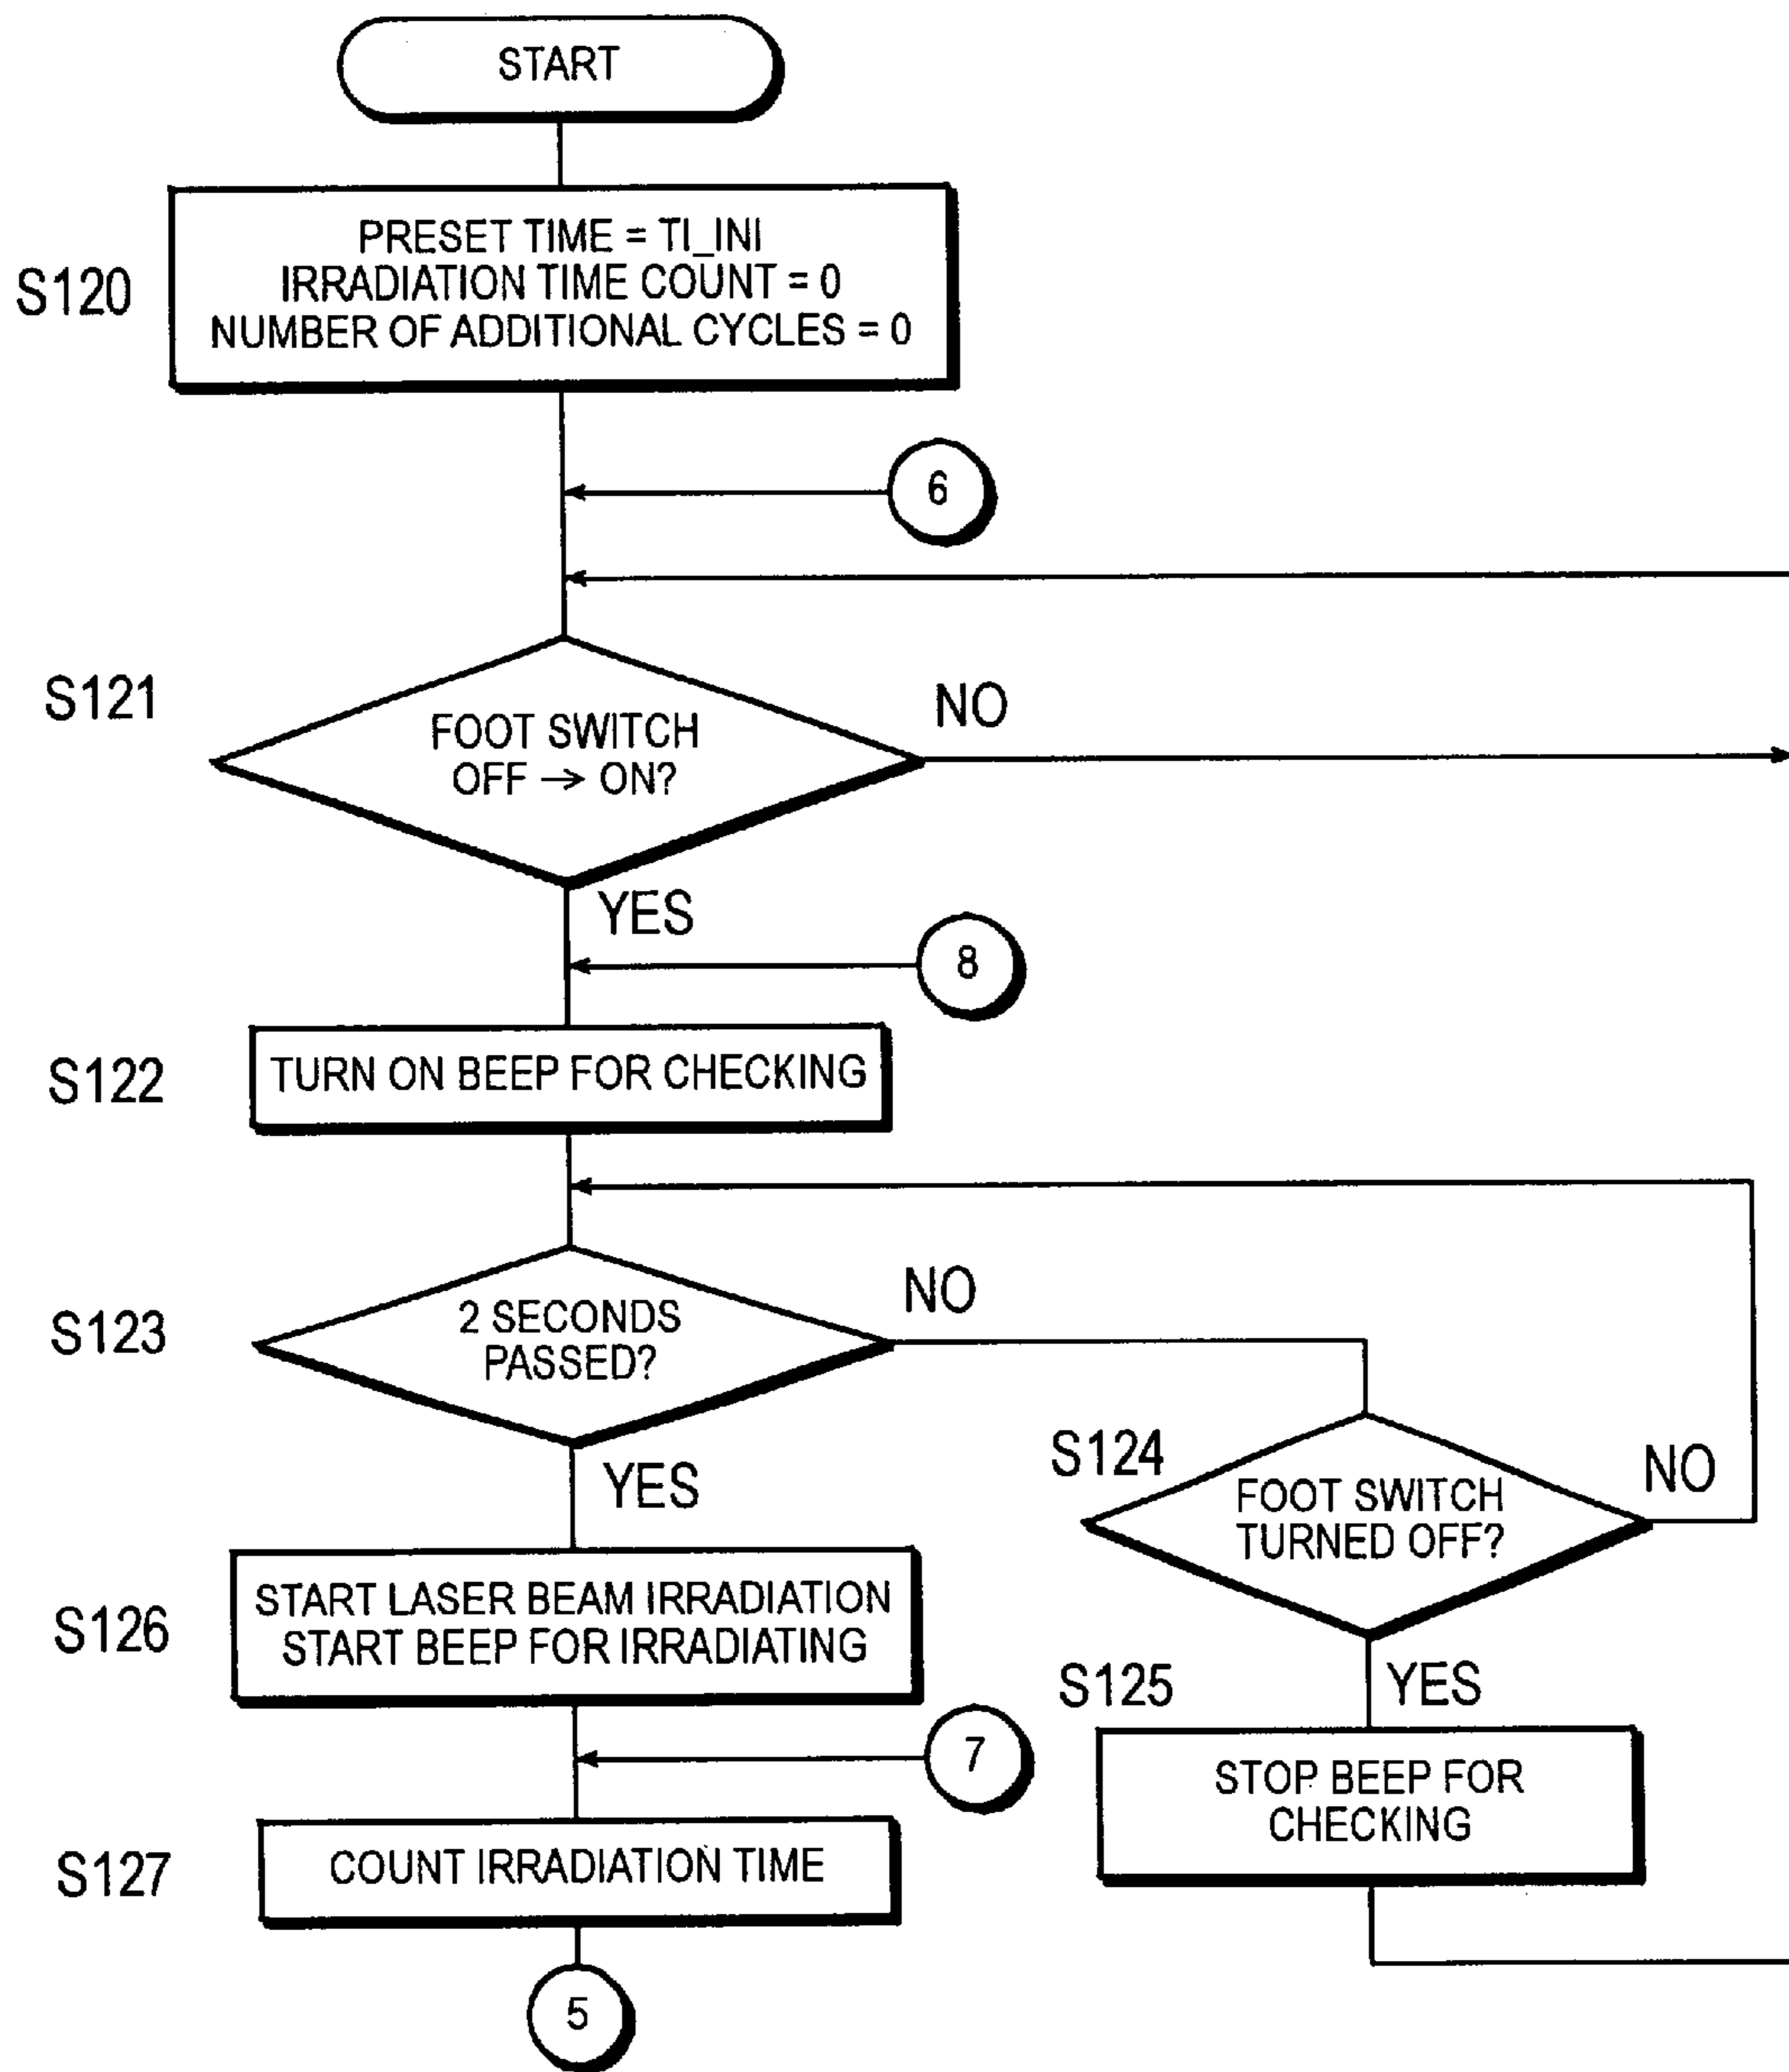 START
S120
PRESET TIME = TI_INI
IRRADIATION TIME COUNT = 0
NUMBER OF ADDITIONAL CYCLES = 0
6
S121
FOOT SWITCH
OFF → ON?
NO
YES
8
S122
TURN ON BEEP FOR CHECKING
S123
2 SECONDS
PASSED?
NO
YES
S124
FOOT SWITCH
TURNED OFF?
NO
YES
S125
STOP BEEP FOR
CHECKING
S126
START LASER BEAM IRRADIATION
START BEEP FOR IRRADIATING
7
S127
COUNT IRRADIATION TIME
5